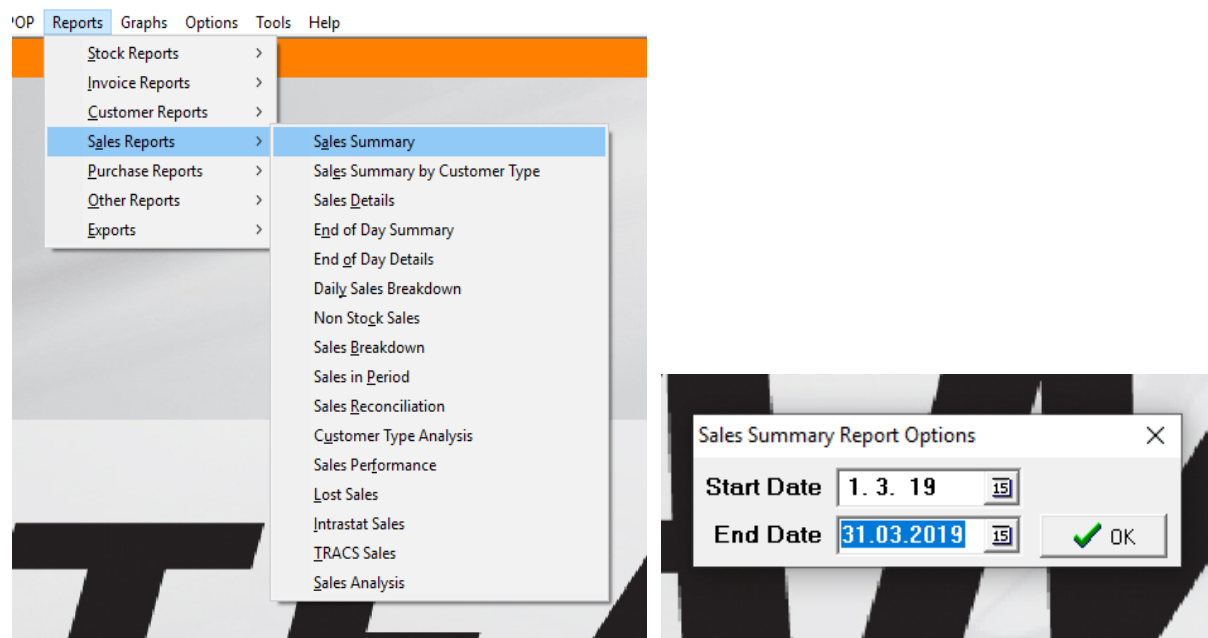 OP Reports Graphs Options Tools Help
Stock Reports
Invoice Reports
Customer Reports
Sales Reports
Purchase Reports
Other Reports
Exports
Sales Summary
Sales Summary by Customer Type
Sales Details
End of Day Summary
End of Day Details
Daily Sales Breakdown
Non Stock Sales
Sales Breakdown
Sales in Period
Sales Reconciliation
Customer Type Analysis
Sales Performance
Lost Sales
Intrastat Sales
TRACS Sales
Sales Analysis
Sales Summary Report Options
Start Date 1. 3. 19 15
End Date 31.03.2019 15 OK